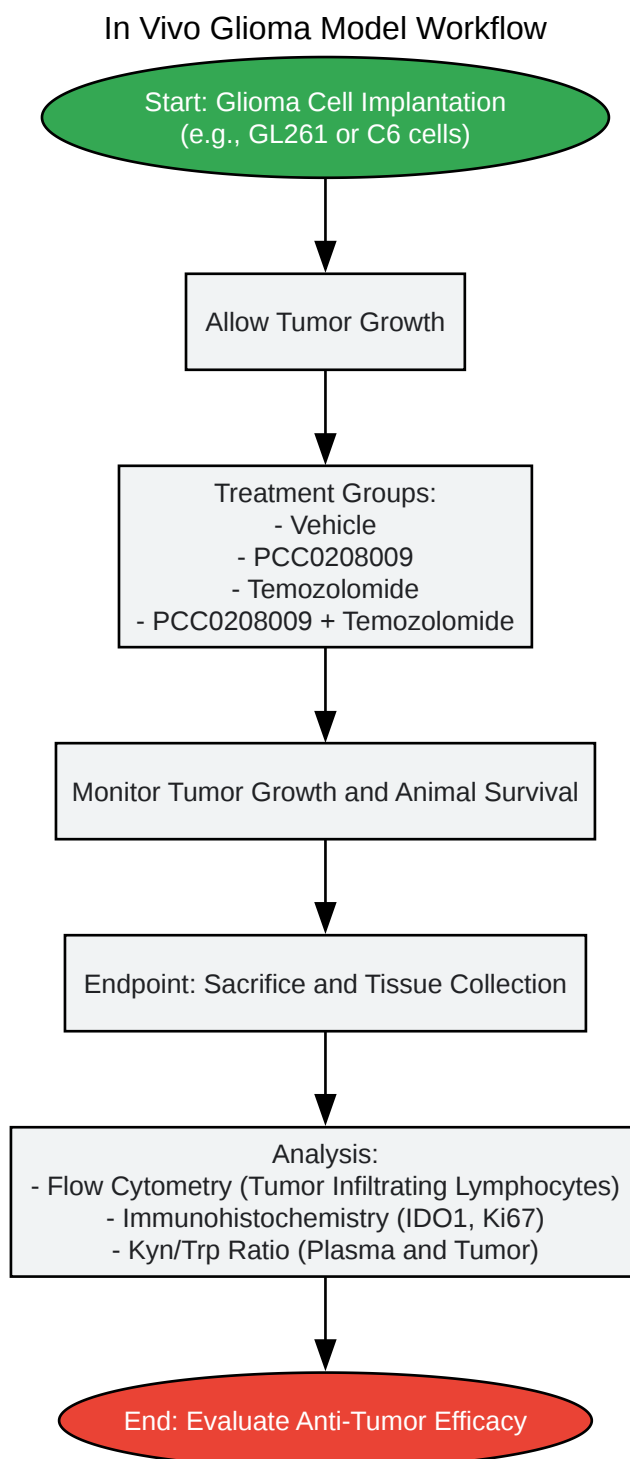 In Vivo Glioma Model Workflow
Start: Glioma Cell Implantation
(e.g., GL261 or C6 cells)
Allow Tumor Growth
Treatment Groups:
- Vehicle
- PCC0208009
- Temozolomide
- PCC0208009 + Temozolomide
Monitor Tumor Growth and Animal Survival
Endpoint: Sacrifice and Tissue Collection
Analysis:
- Flow Cytometry (Tumor Infiltrating Lymphocytes)
- Immunohistochemistry (IDO1, Ki67)
- Kyn/Trp Ratio (Plasma and Tumor)
End: Evaluate Anti-Tumor Efficacy